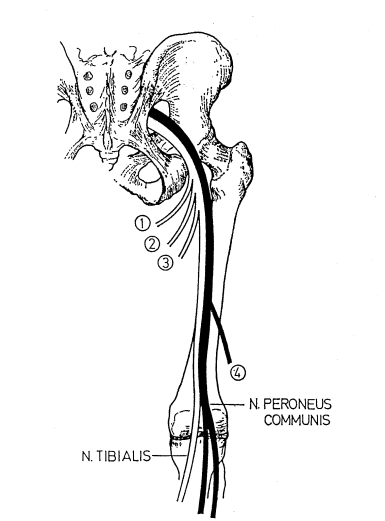 ①
②
③
④
N. PERONEUS
COMMUNIS
N. TIBIALIS